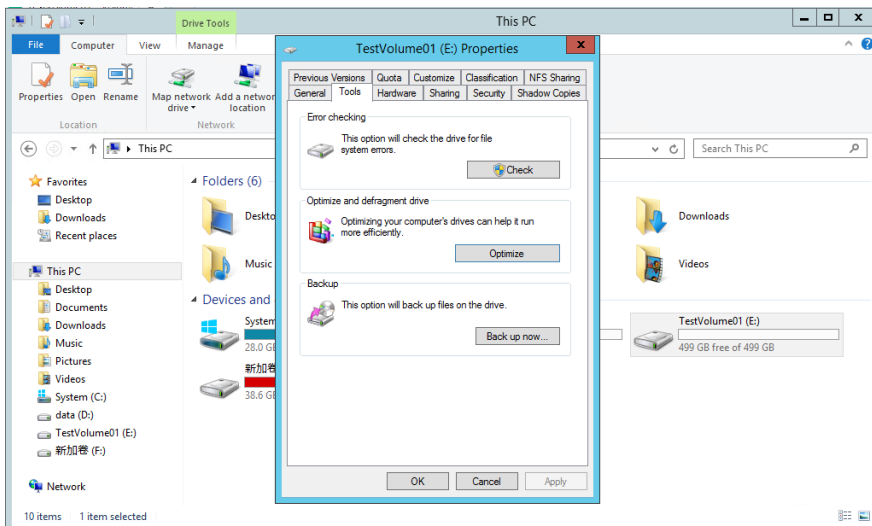 Drive Tools
This PC
File
Computer
View
Manage
Properties
Open
Rename
Map network
drive
Add a networ
location
Location
Network
This PC
Search This PC
Favorites
Desktop
Downloads
Recent places
This PC
Desktop
Documents
Downloads
Music
Pictures
Videos
System (C:)
data (D:)
TestVolume01 (E:)
新加卷 (F:)
Network
Folders (6)
Deskto
Music
Devices and
System
28.0 GB
新加卷
38.6 GB
Downloads
Videos
TestVolume01 (E:)
499 GB free of 499 GB
TestVolume01 (E:) Properties
x
Previous Versions
Quota
Customize
Classification
NFS Sharing
General
Tools
Hardware
Sharing
Security
Shadow Copies
Error checking
This option will check the drive for file
system errors.
Check
Optimize and defragment drive
Optimizing your computer's drives can help it run
more efficiently.
Optimize
Backup
This option will back up files on the drive.
Back up now...
OK
Cancel
Apply
10 items
1 item selected